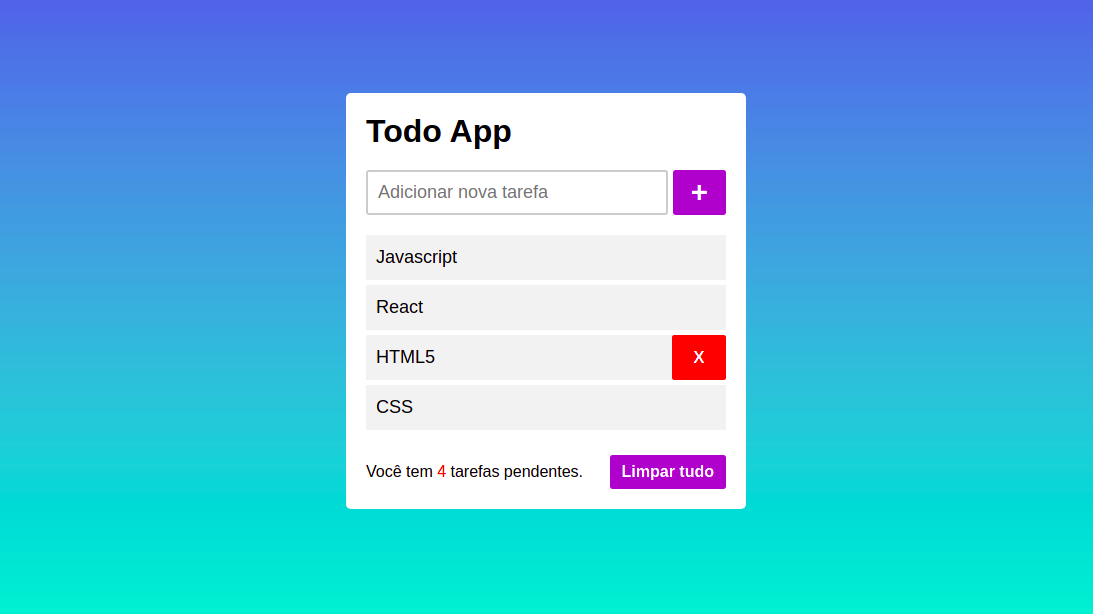 Todo App
Adicionar nova tarefa
+
Javascript
React
HTML5
X
CSS
Você tem 4 tarefas pendentes.
Limpar tudo